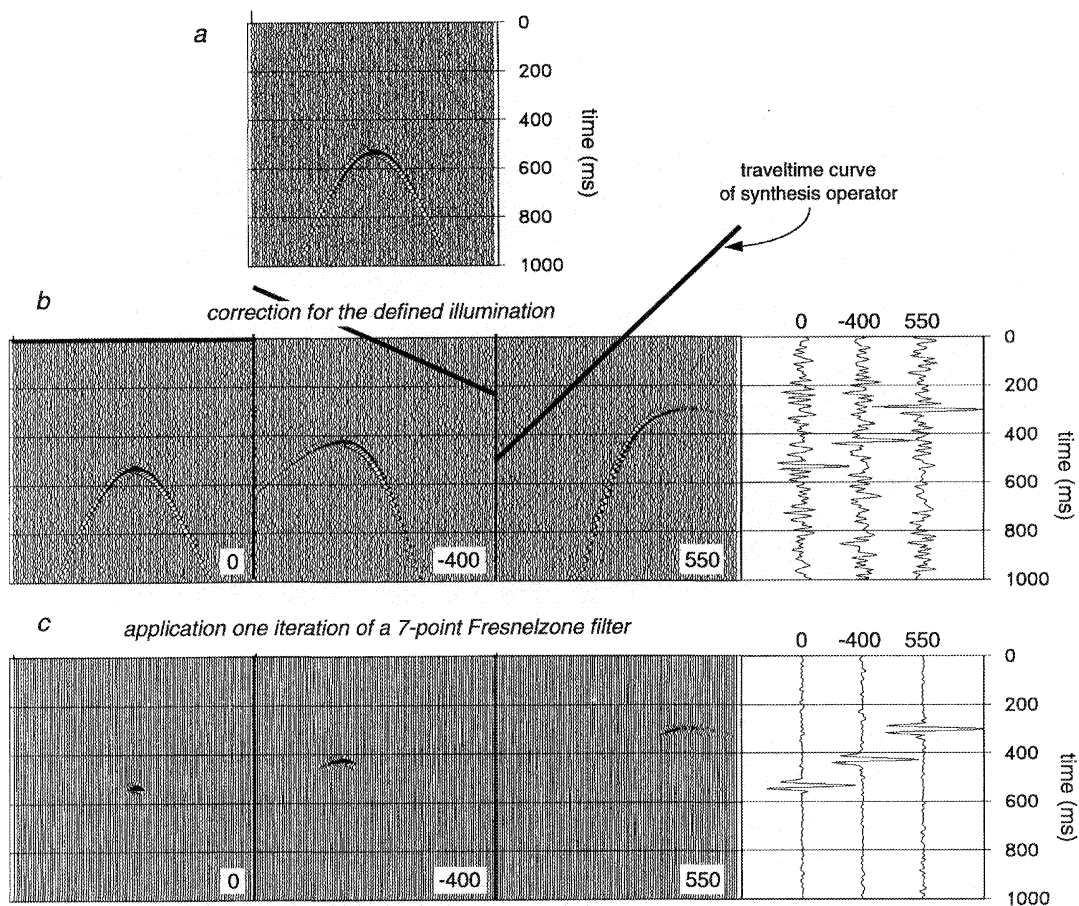 a
0
200
400
600
800
1000
time (ms)
traveltime curve
of synthesis operator
b
correction for the defined illumination
0 -400 550
0
200
400
600
800
1000
time (ms)
0
-400
550
c
application one iteration of a 7-point Fresnelzone filter
0 -400 550
0
200
400
600
800
1000
time (ms)
0
-400
550